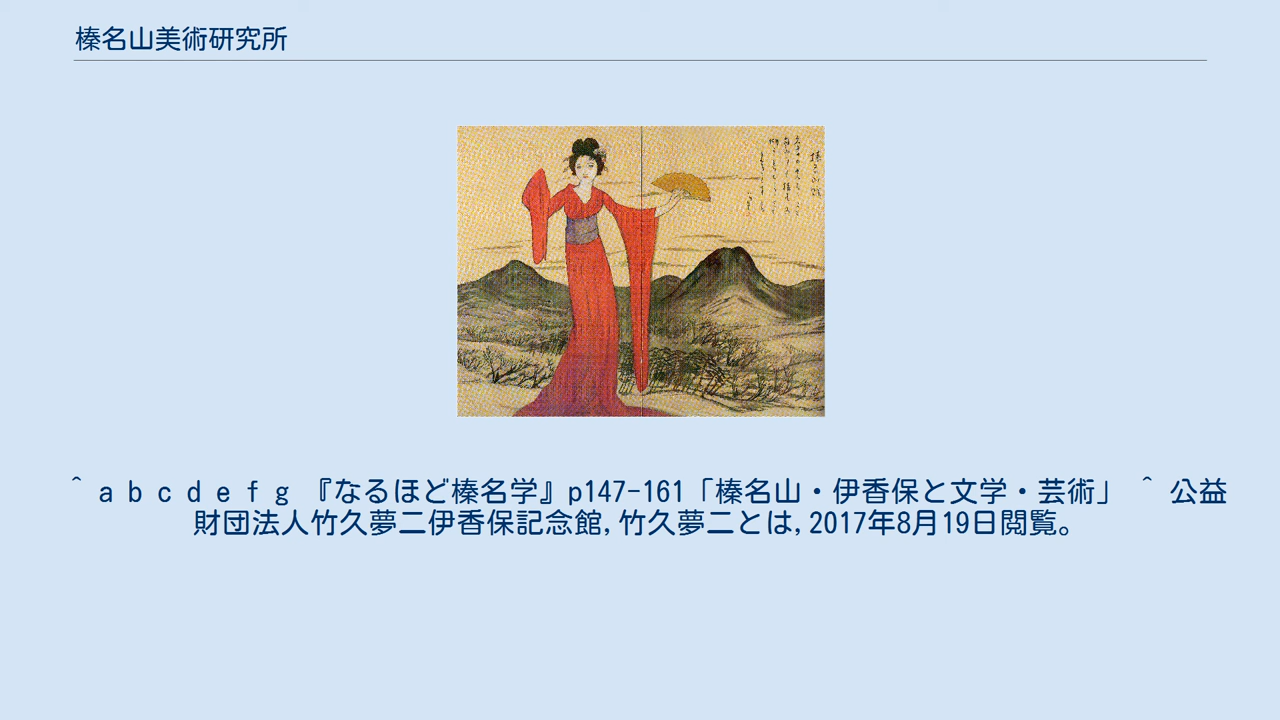 榛名山美術研究所
^ a b c d e f g 『なるほど榛名学』p147-161「榛名山・伊香保と文学・芸術」 ^ 公益
財団法人竹久夢二伊香保記念館,竹久夢二とは,2017年8月19日閲覧。